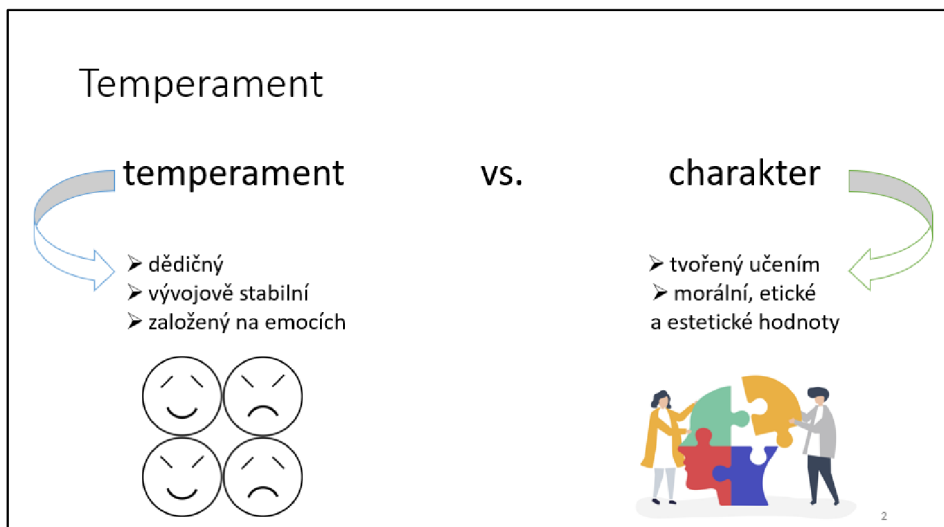 Temperament
temperament vs. charakter
➤ dědičný
➤ vývojově stabilní
➤ založený na emocích
➤ tvořený učením
➤ morální, etické
a estetické hodnoty
2